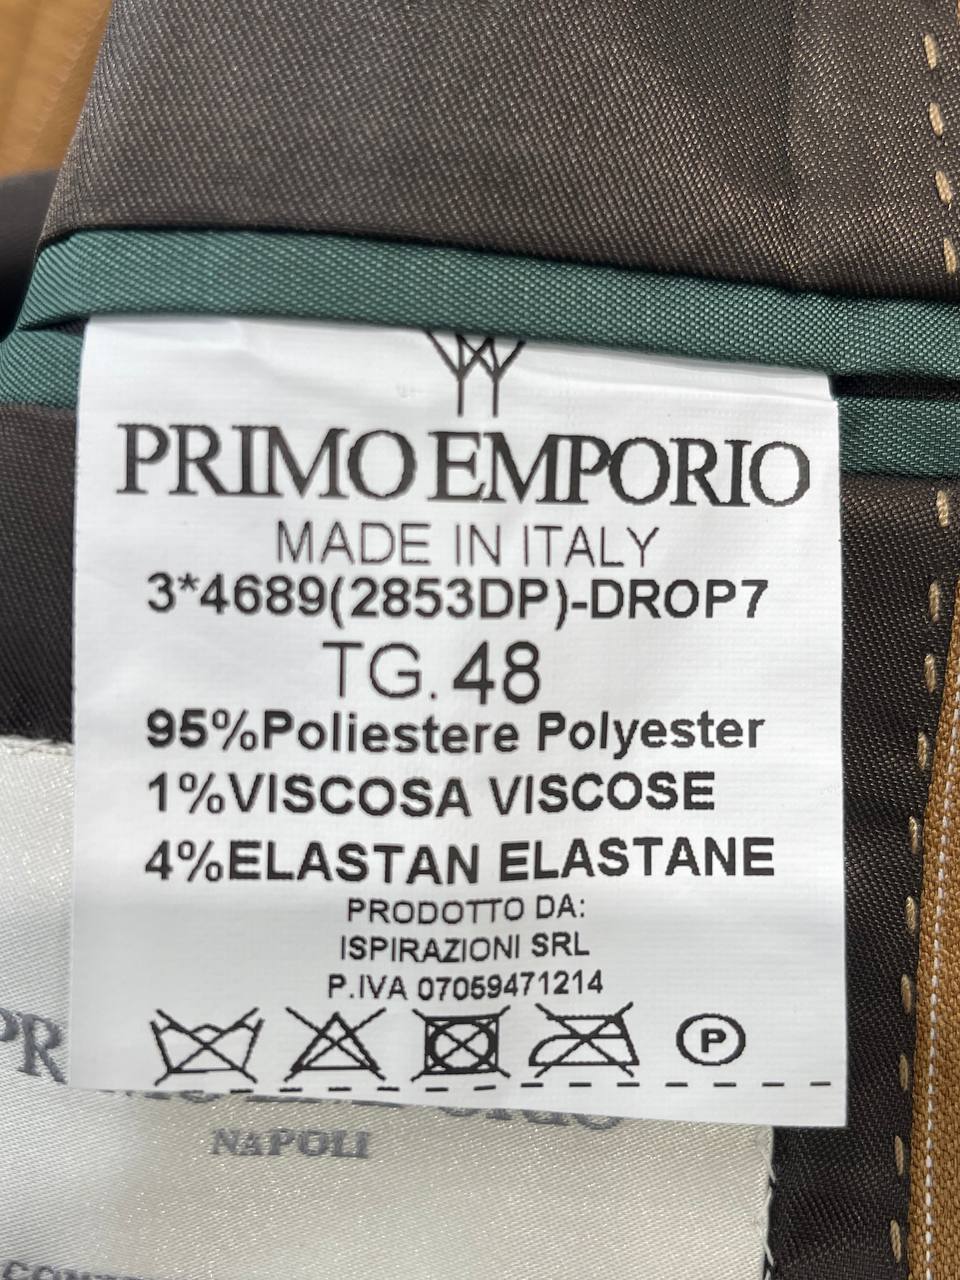 PRIMO EMPORIO
MADE IN ITALY
3*4689(2853DP)-DROP7
TG. 48
95%Poliestere Polyester
1%VISCOSA VISCOSE
4%ELASTAN ELASTANE
PRODOTTO DA:
ISPIRAZIONI SRL
P.IVA 07059471214
P
NAPOLI